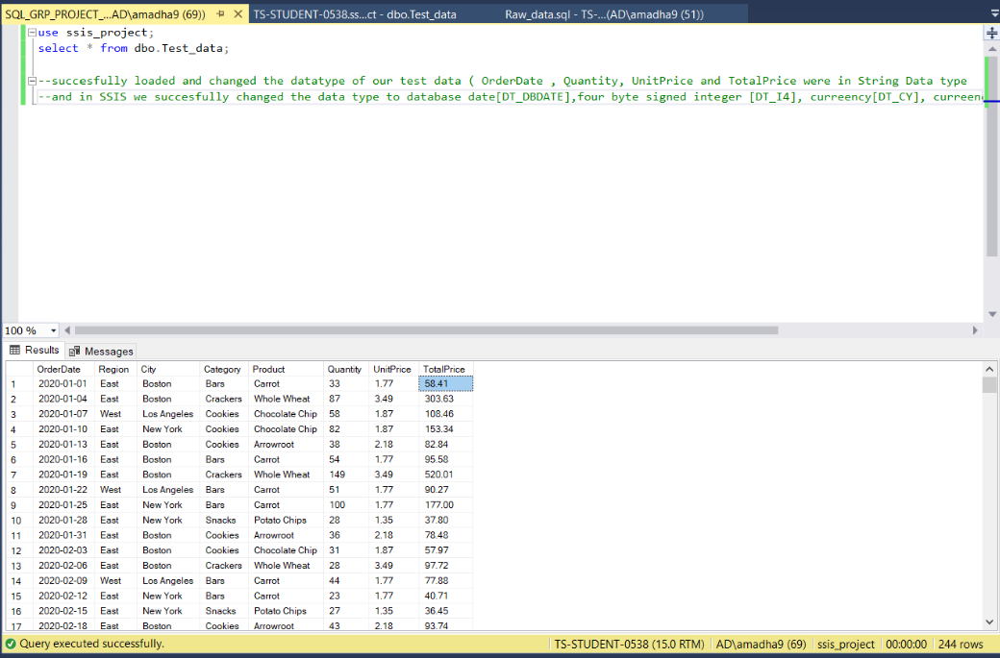 SQL_GRP_PROJECT_...AD\amadha9 (69)) TS-STUDENT-0538.ss...ct - dbo.Test_data Raw_data.sql - TS-...(AD\amadha9 (51))
use ssis_project;
select * from dbo.Test_data;
--succesfully loaded and changed the datatype of our test data ( OrderDate , Quantity, UnitPrice and TotalPrice were in String Data type
--and in SSIS we succesfully changed the data type to database date[DT_DBDATE],four byte signed integer [DT_I4], curreency[DT_CY], curreen
100 %
Results Messages
OrderDate Region City Category Product Quantity UnitPrice TotalPrice
1 2020-01-01 East Boston Bars Carrot 33 1.77 58.41
2 2020-01-04 East Boston Crackers Whole Wheat 87 3.49 303.63
3 2020-01-07 West Los Angeles Cookies Chocolate Chip 58 1.87 108.46
4 2020-01-10 East New York Cookies Chocolate Chip 82 1.87 153.34
5 2020-01-13 East Boston Cookies Arrowroot 38 2.18 82.84
6 2020-01-16 East Boston Bars Carrot 54 1.77 95.58
7 2020-01-19 East Boston Crackers Whole Wheat 149 3.49 520.01
8 2020-01-22 West Los Angeles Bars Carrot 51 1.77 90.27
9 2020-01-25 East New York Bars Carrot 100 1.77 177.00
10 2020-01-28 East New York Snacks Potato Chips 28 1.35 37.80
11 2020-01-31 East Boston Cookies Arrowroot 36 2.18 78.48
12 2020-02-03 East Boston Cookies Chocolate Chip 31 1.87 57.97
13 2020-02-06 East Boston Crackers Whole Wheat 28 3.49 97.72
14 2020-02-09 West Los Angeles Bars Carrot 44 1.77 77.88
15 2020-02-12 East New York Bars Carrot 23 1.77 40.71
16 2020-02-15 East New York Snacks Potato Chips 27 1.35 36.45
17 2020-02-18 East Boston Cookies Arrowroot 43 2.18 93.74
Query executed successfully. TS-STUDENT-0538 (15.0 RTM) AD\amadha9 (69) ssis_project 00:00:00 244 rows